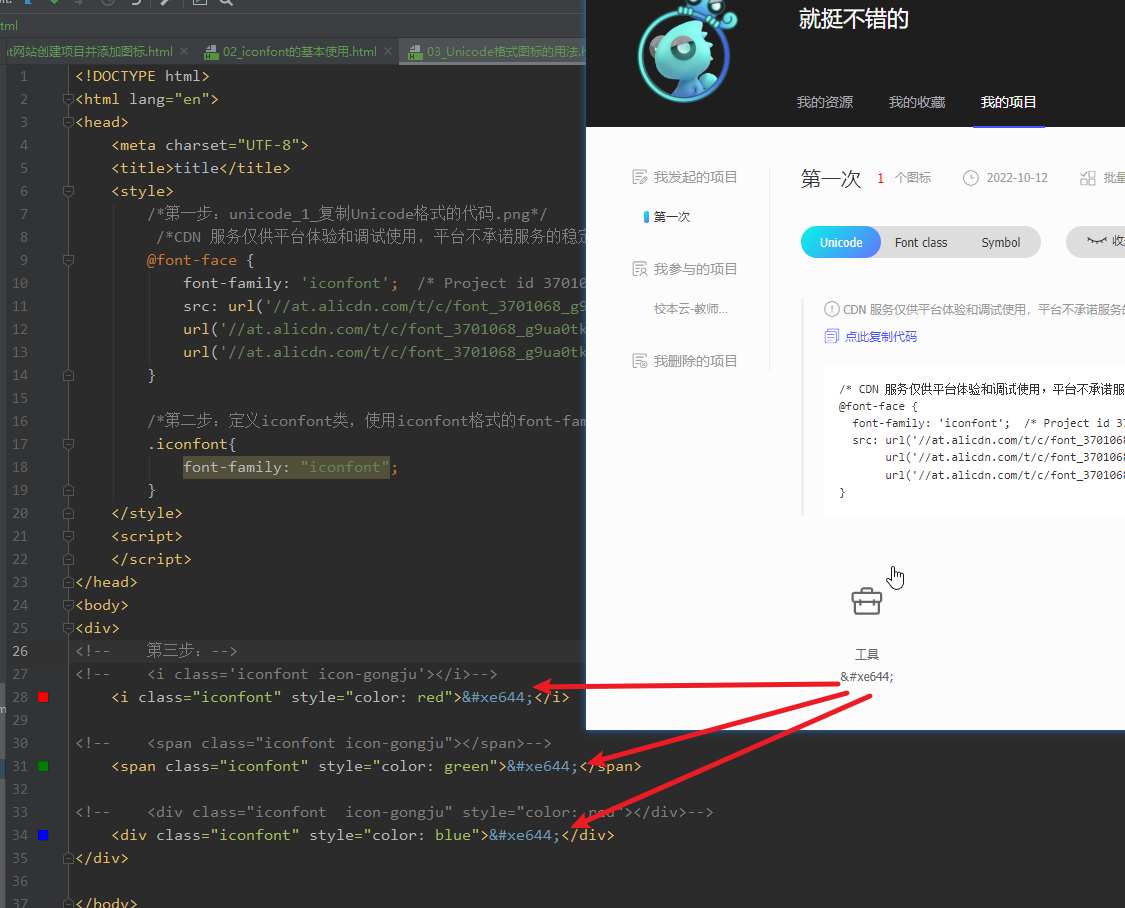 tml
t网站创建项目并添加图标.html
02_iconfont的基本使用.html
03_Unicode格式图标的用法.h
1 <!DOCTYPE html>
2 <html lang="en">
3 <head>
4 <meta charset="UTF-8">
5 <title>title</title>
6 <style>
7 /*第一步：unicode_1_复制Unicode格式的代码.png*/
8 /*CDN 服务仅供平台体验和调试使用，平台不承诺服务的稳定
9 @font-face {
10 font-family: 'iconfont'; /* Project id 37010
11 src: url('//at.alicdn.com/t/c/font_3701068_g9
12 url('//at.alicdn.com/t/c/font_3701068_g9ua0tk
13 url('//at.alicdn.com/t/c/font_3701068_g9ua0tk
14 }
15
16 /*第二步：定义iconfont类，使用iconfont格式的font-fam
17 .iconfont{
18 font-family: "iconfont";
19 }
20 </style>
21 <script>
22 </script>
23 </head>
24 <body>
25 <div>
26 <!-- 第三步：-->
27 <!-- <i class='iconfont icon-gongju'></i>-->
28 <i class="iconfont" style="color: red">&#xe644;</i>
29
30 <!-- <span class="iconfont icon-gongju"></span>-->
31 <span class="iconfont" style="color: green">&#xe644;</span>
32
33 <!-- <div class="iconfont  icon-gongju" style="color: red"></div>-->
34 <div class="iconfont" style="color: blue">&#xe644;</div>
35 </div>
36
37 </body>
就挺不错的
我的资源 我的收藏 我的项目
我发起的项目
第一次
我参与的项目
校本云-教师...
我删除的项目
第一次 1 个图标 2022-10-12 批量
Unicode Font class Symbol 收
CDN 服务仅供平台体验和调试使用，平台不承诺服务的
点此复制代码
/* CDN 服务仅供平台体验和调试使用，平台不承诺服
@font-face {
font-family: 'iconfont'; /* Project id 37
src: url('//at.alicdn.com/t/c/font_3701068
url('//at.alicdn.com/t/c/font_3701068
url('//at.alicdn.com/t/c/font_3701068
}
工具
&#xe644;